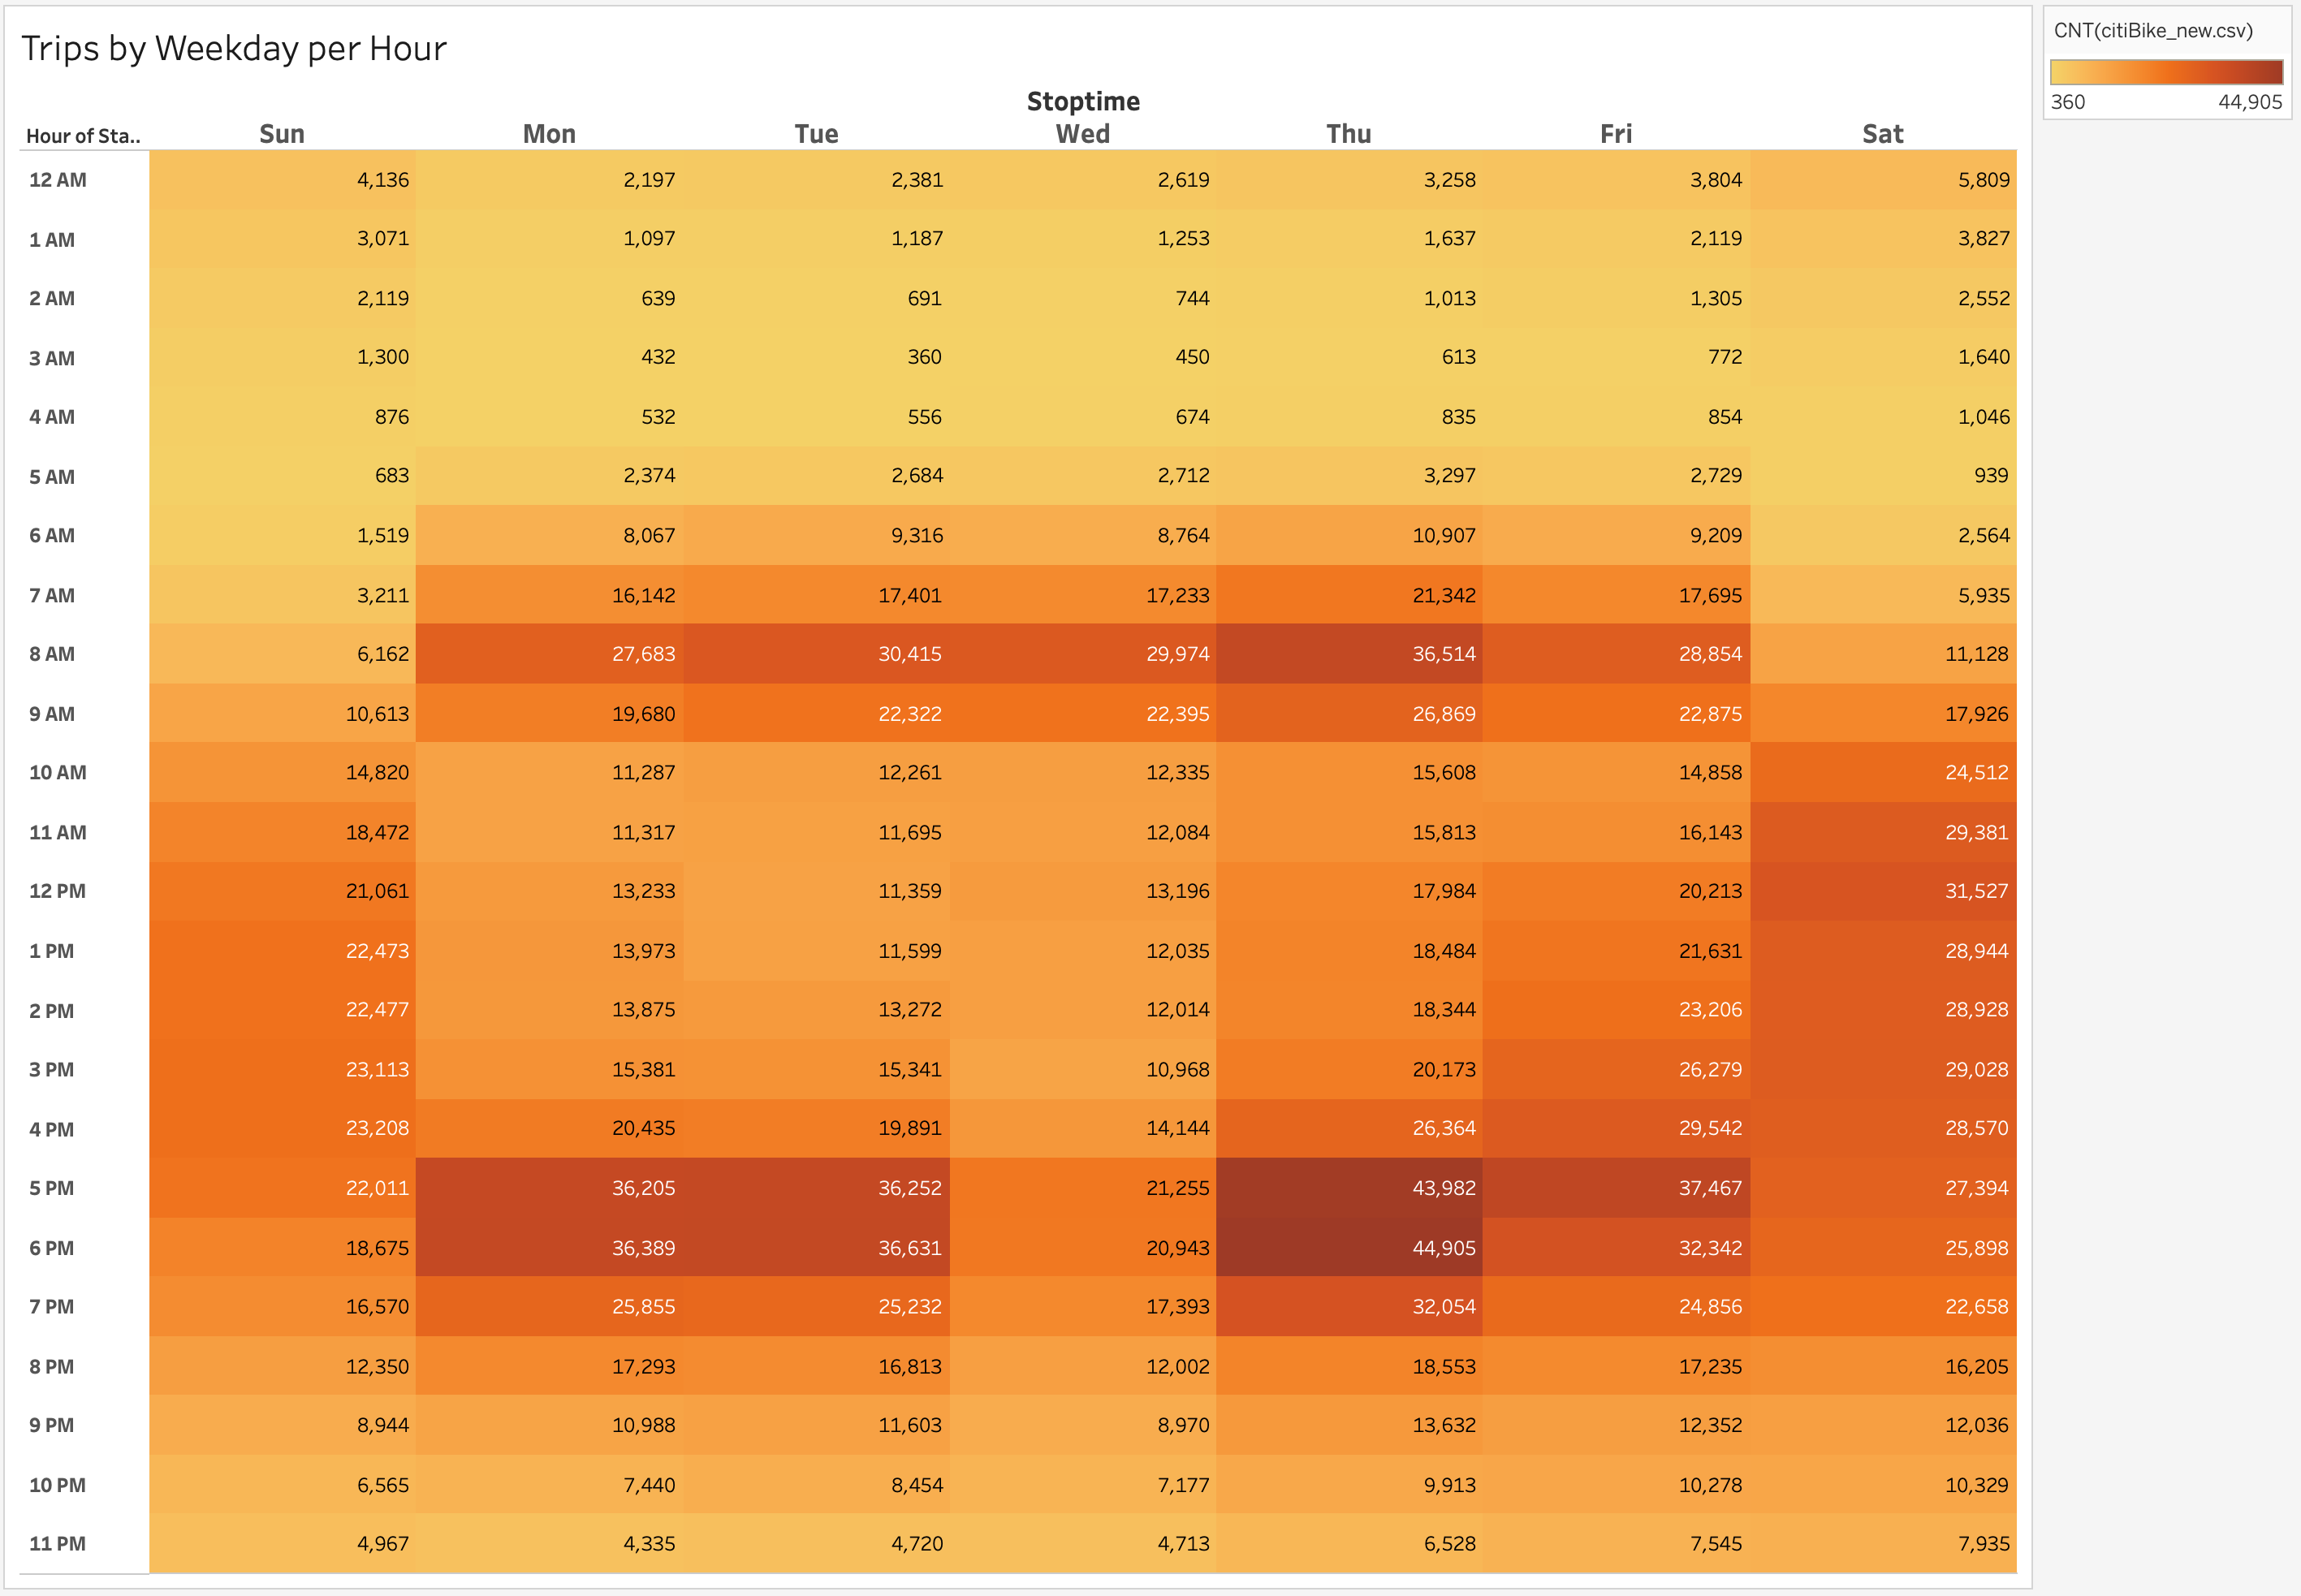 Trips by Weekday per Hour
Stoptime
Hour of Sta.. Sun Mon Tue Wed Thu Fri Sat
12 AM 4,136 2,197 2,381 2,619 3,258 3,804 5,809
1 AM 3,071 1,097 1,187 1,253 1,637 2,119 3,827
2 AM 2,119 639 691 744 1,013 1,305 2,552
3 AM 1,300 432 360 450 613 772 1,640
4 AM 876 532 556 674 835 854 1,046
5 AM 683 2,374 2,684 2,712 3,297 2,729 939
6 AM 1,519 8,067 9,316 8,764 10,907 9,209 2,564
7 AM 3,211 16,142 17,401 17,233 21,342 17,695 5,935
8 AM 6,162 27,683 30,415 29,974 36,514 28,854 11,128
9 AM 10,613 19,680 22,322 22,395 26,869 22,875 17,926
10 AM 14,820 11,287 12,261 12,335 15,608 14,858 24,512
11 AM 18,472 11,317 11,695 12,084 15,813 16,143 29,381
12 PM 21,061 13,233 11,359 13,196 17,984 20,213 31,527
1 PM 22,473 13,973 11,599 12,035 18,484 21,631 28,944
2 PM 22,477 13,875 13,272 12,014 18,344 23,206 28,928
3 PM 23,113 15,381 15,341 10,968 20,173 26,279 29,028
4 PM 23,208 20,435 19,891 14,144 26,364 29,542 28,570
5 PM 22,011 36,205 36,252 21,255 43,982 37,467 27,394
6 PM 18,675 36,389 36,631 20,943 44,905 32,342 25,898
7 PM 16,570 25,855 25,232 17,393 32,054 24,856 22,658
8 PM 12,350 17,293 16,813 12,002 18,553 17,235 16,205
9 PM 8,944 10,988 11,603 8,970 13,632 12,352 12,036
10 PM 6,565 7,440 8,454 7,177 9,913 10,278 10,329
11 PM 4,967 4,335 4,720 4,713 6,528 7,545 7,935
CNT(citiBike_new.csv)
360 44,905